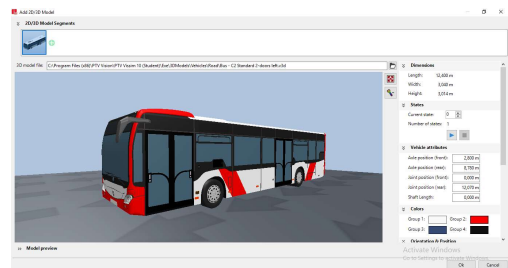 Add 2D/3D Model
2D/3D Model Segments
3D model file: C:\Program Files (x86)\PTV Vision\PTV Vissim 10 (Student)\Exe\3DModels\Vehicles\Road\Bus - C2 Standard 2-doors left.v3d
Dimensions
Length: 12,400 m
Width: 3,040 m
Height: 3,014 m
States
Current state: 0
Number of states: 1
Vehicle attributes
Axle position (front): 2,800 m
Axle position (rear): 8,760 m
Joint position (front): 0,000 m
Joint position (rear): 12,070 m
Shaft Length: 0,000 m
Colors
Group 1: Group 2:
Group 3: Group 4:
Orientation & Position
Model preview
Activate Windows
Go to Settings to activate Windows.
Ok Cancel